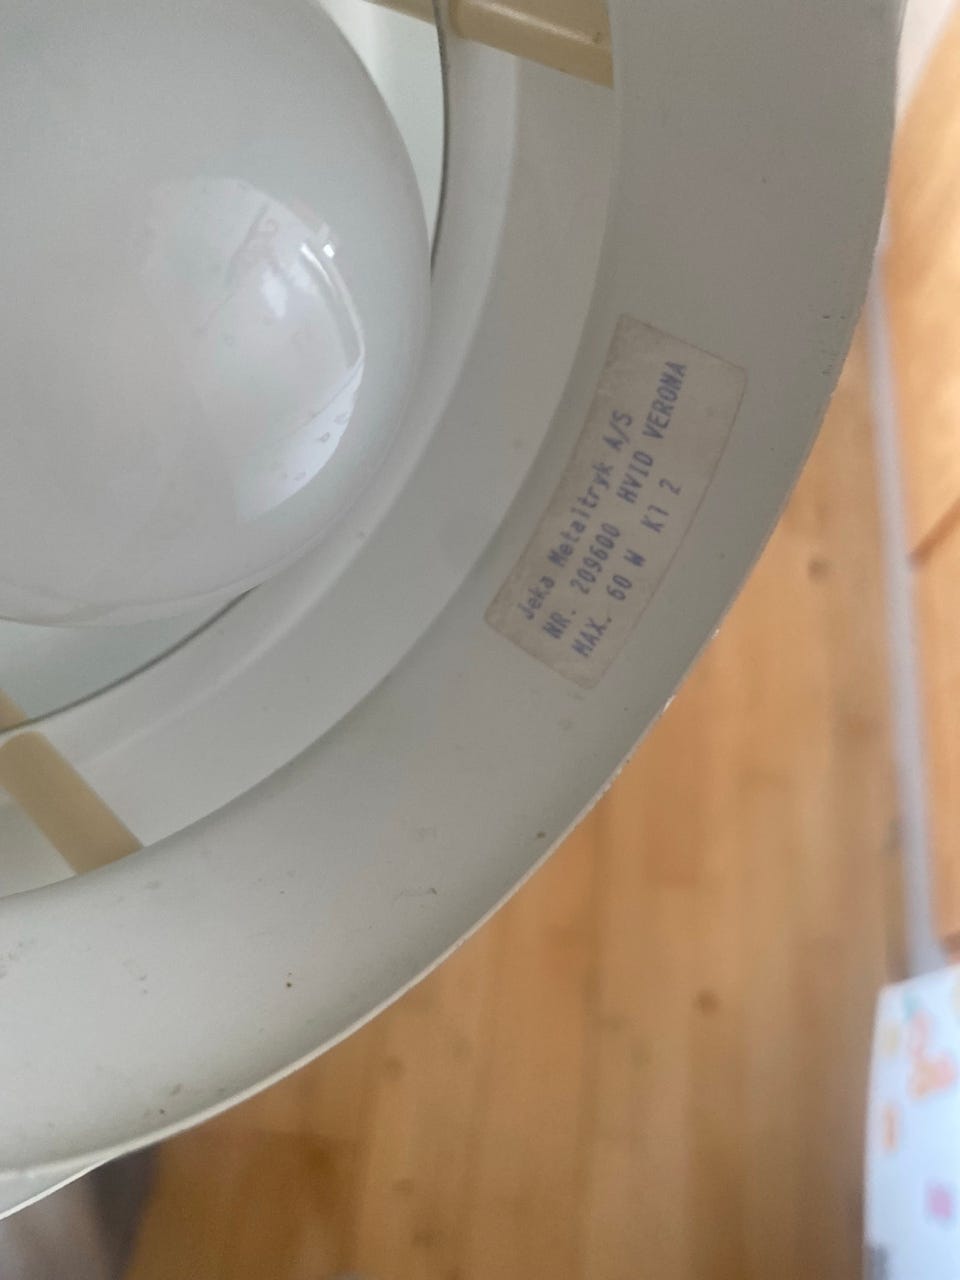 Jeka Metaltryk A/S
NR. 209600 HVID VERONA
MAX. 60 W Kl 2